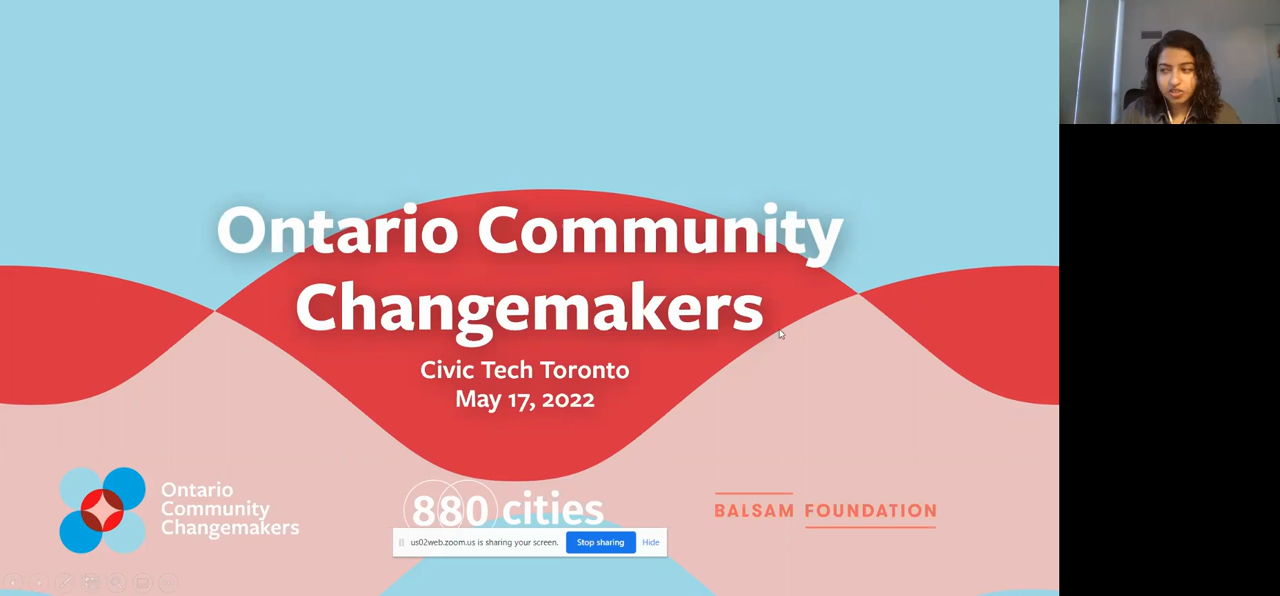 Ontario Community
Changemakers
Civic Tech Toronto
May 17, 2022
Ontario
Community
Changemakers
880 cities
BALSAM FOUNDATION
us02web.zoom.us is sharing your screen.
Stop sharing
Hide